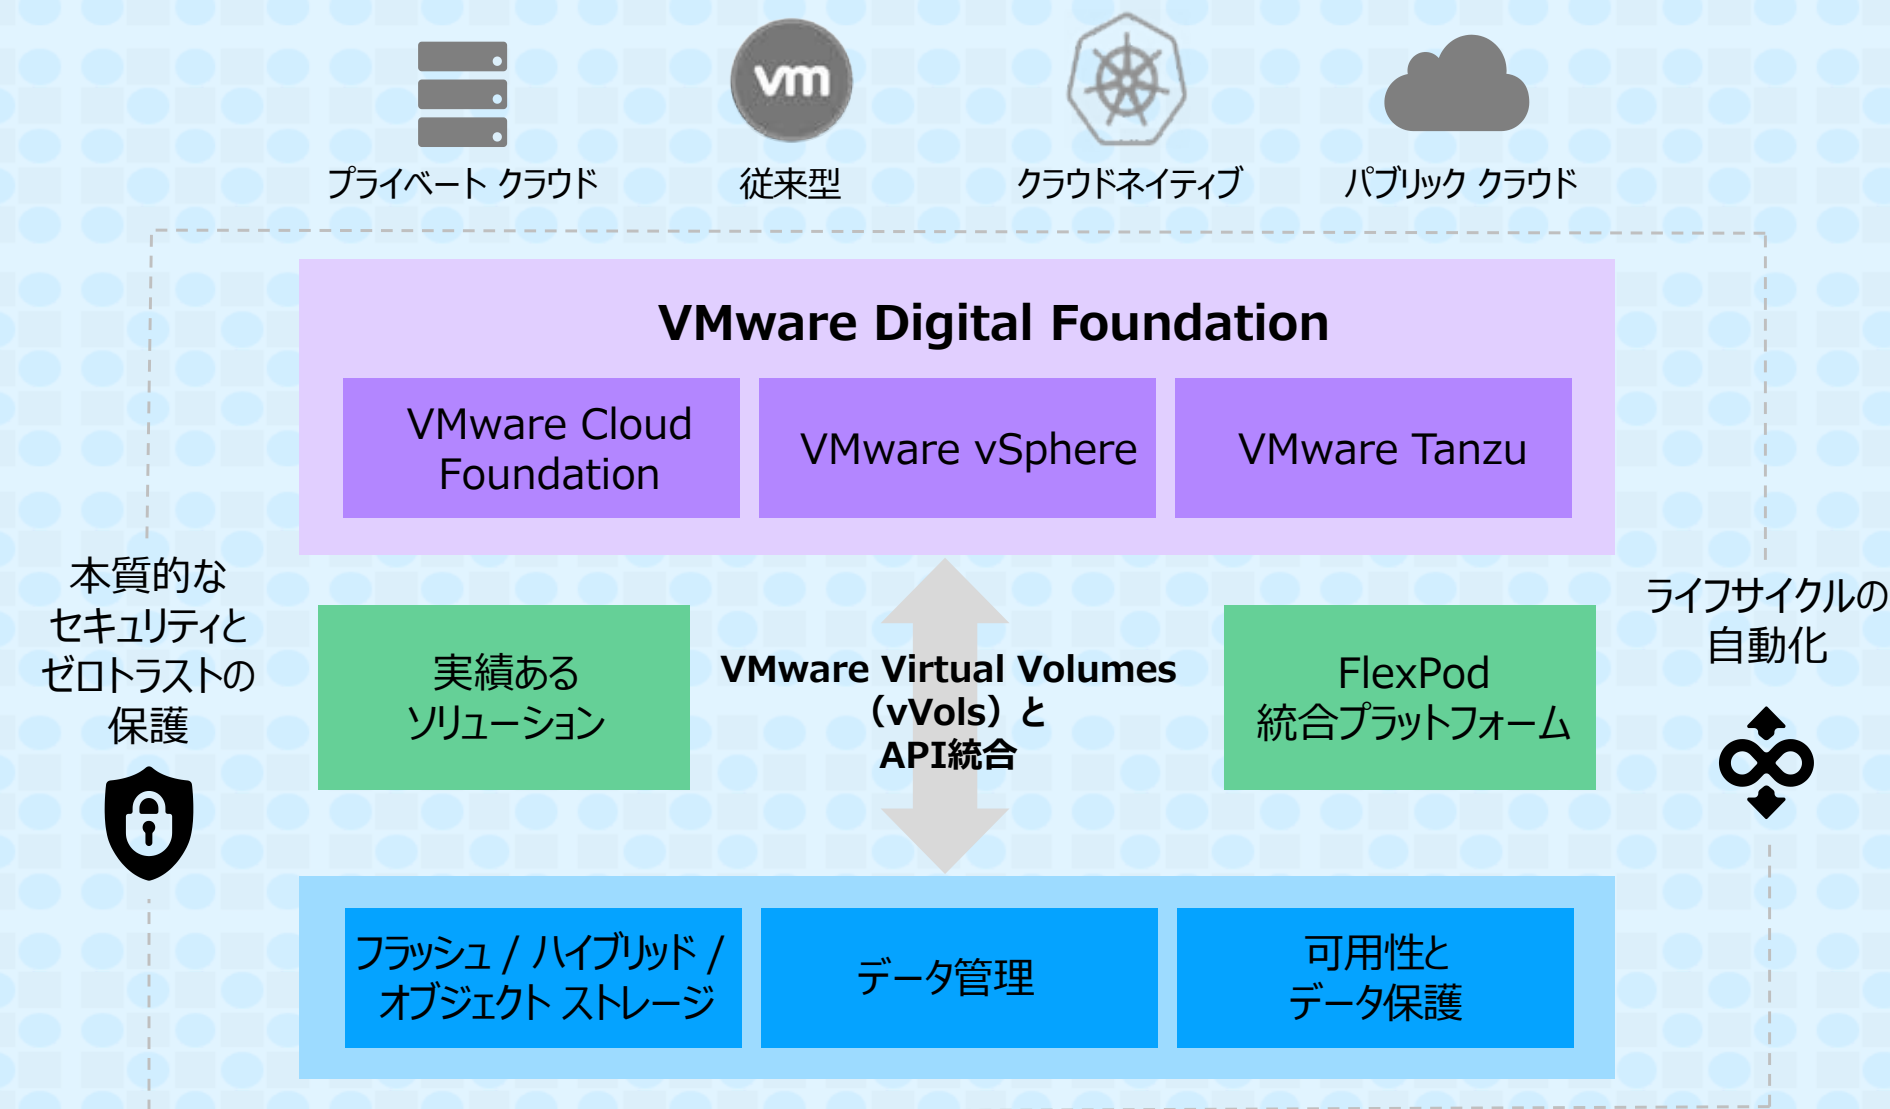 vm
プライベート クラウド
従来型
クラウドネイティブ
パブリック クラウド
VMware Digital Foundation
VMware Cloud
Foundation
VMware vSphere
VMware Tanzu
本質的な
セキュリティと
ゼロトラストの
保護
実績ある
ソリューション
VMware Virtual Volumes
（vVols）と
API統合
FlexPod
統合プラットフォーム
ライフサイクルの
自動化
フラッシュ / ハイブリッド /
オブジェクト ストレージ
データ管理
可用性と
データ保護